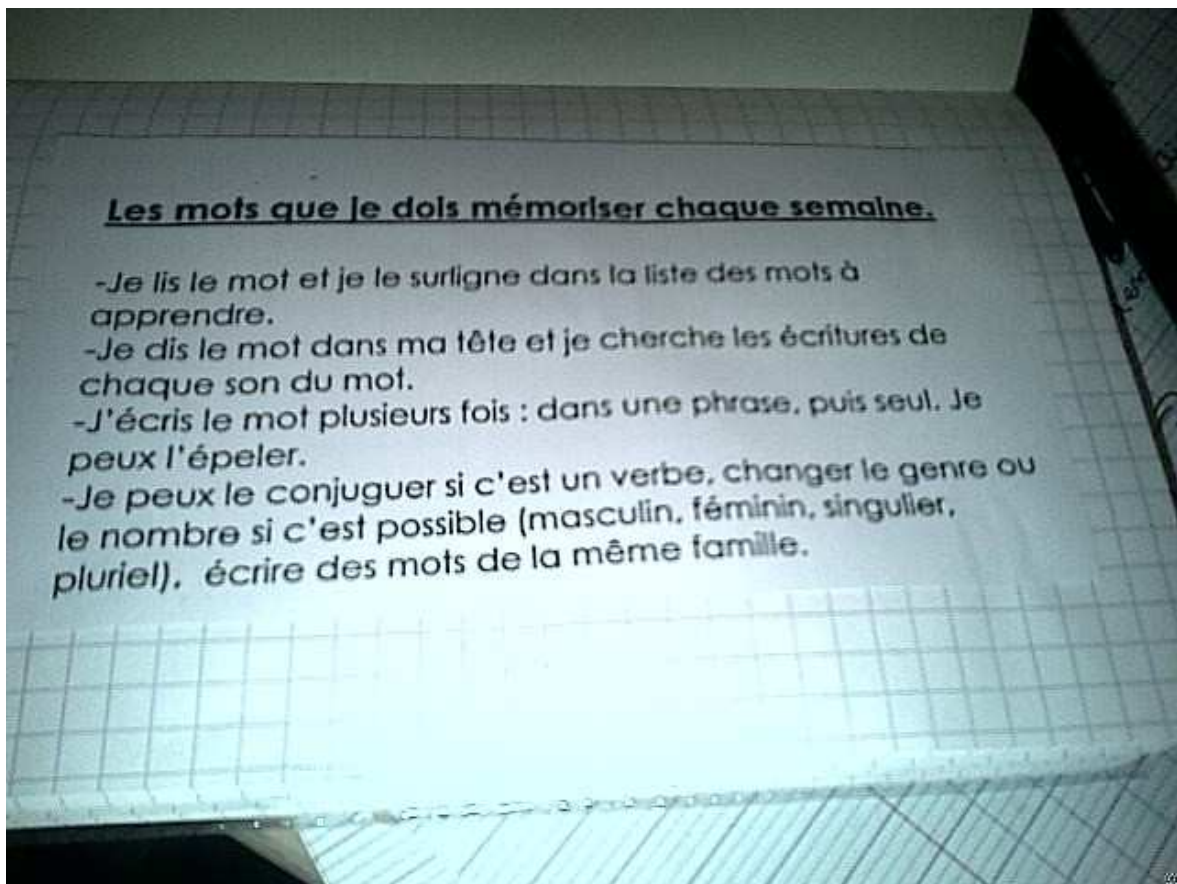 Les mots que je dois mémoriser chaque semaine.
-Je lis le mot et je le surligne dans la liste des mots à
apprendre.
-Je dis le mot dans ma tête et je cherche les écritures de
chaque son du mot.
-J'écris le mot plusieurs fois : dans une phrase, puis seul. Je
peux l'épeler.
-Je peux le conjuguer si c'est un verbe, changer le genre ou
le nombre si c'est possible (masculin, féminin, singulier,
pluriel),  écrire des mots de la même famille.